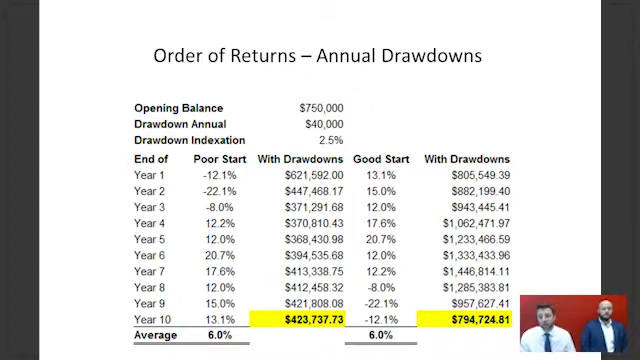 Order of Returns – Annual Drawdowns
Opening Balance $750,000
Drawdown Annual $40,000
Drawdown Indexation 2.5%
End of Poor Start With Drawdowns Good Start With Drawdowns
Year 1 -12.1% $621,592.00 13.1% $805,549.39
Year 2 -22.1% $447,468.17 15.0% $882,199.40
Year 3 -8.0% $371,291.68 12.0% $943,445.41
Year 4 12.2% $370,810.43 17.6% $1,062,471.97
Year 5 12.0% $368,430.98 20.7% $1,233,466.59
Year 6 20.7% $394,535.68 12.0% $1,333,433.96
Year 7 17.6% $413,338.75 12.2% $1,446,814.11
Year 8 12.0% $412,458.32 -8.0% $1,285,383.81
Year 9 15.0% $421,808.08 -22.1% $957,627.41
Year 10 13.1% $423,737.73 -12.1% $794,724.81
Average 6.0% 6.0%